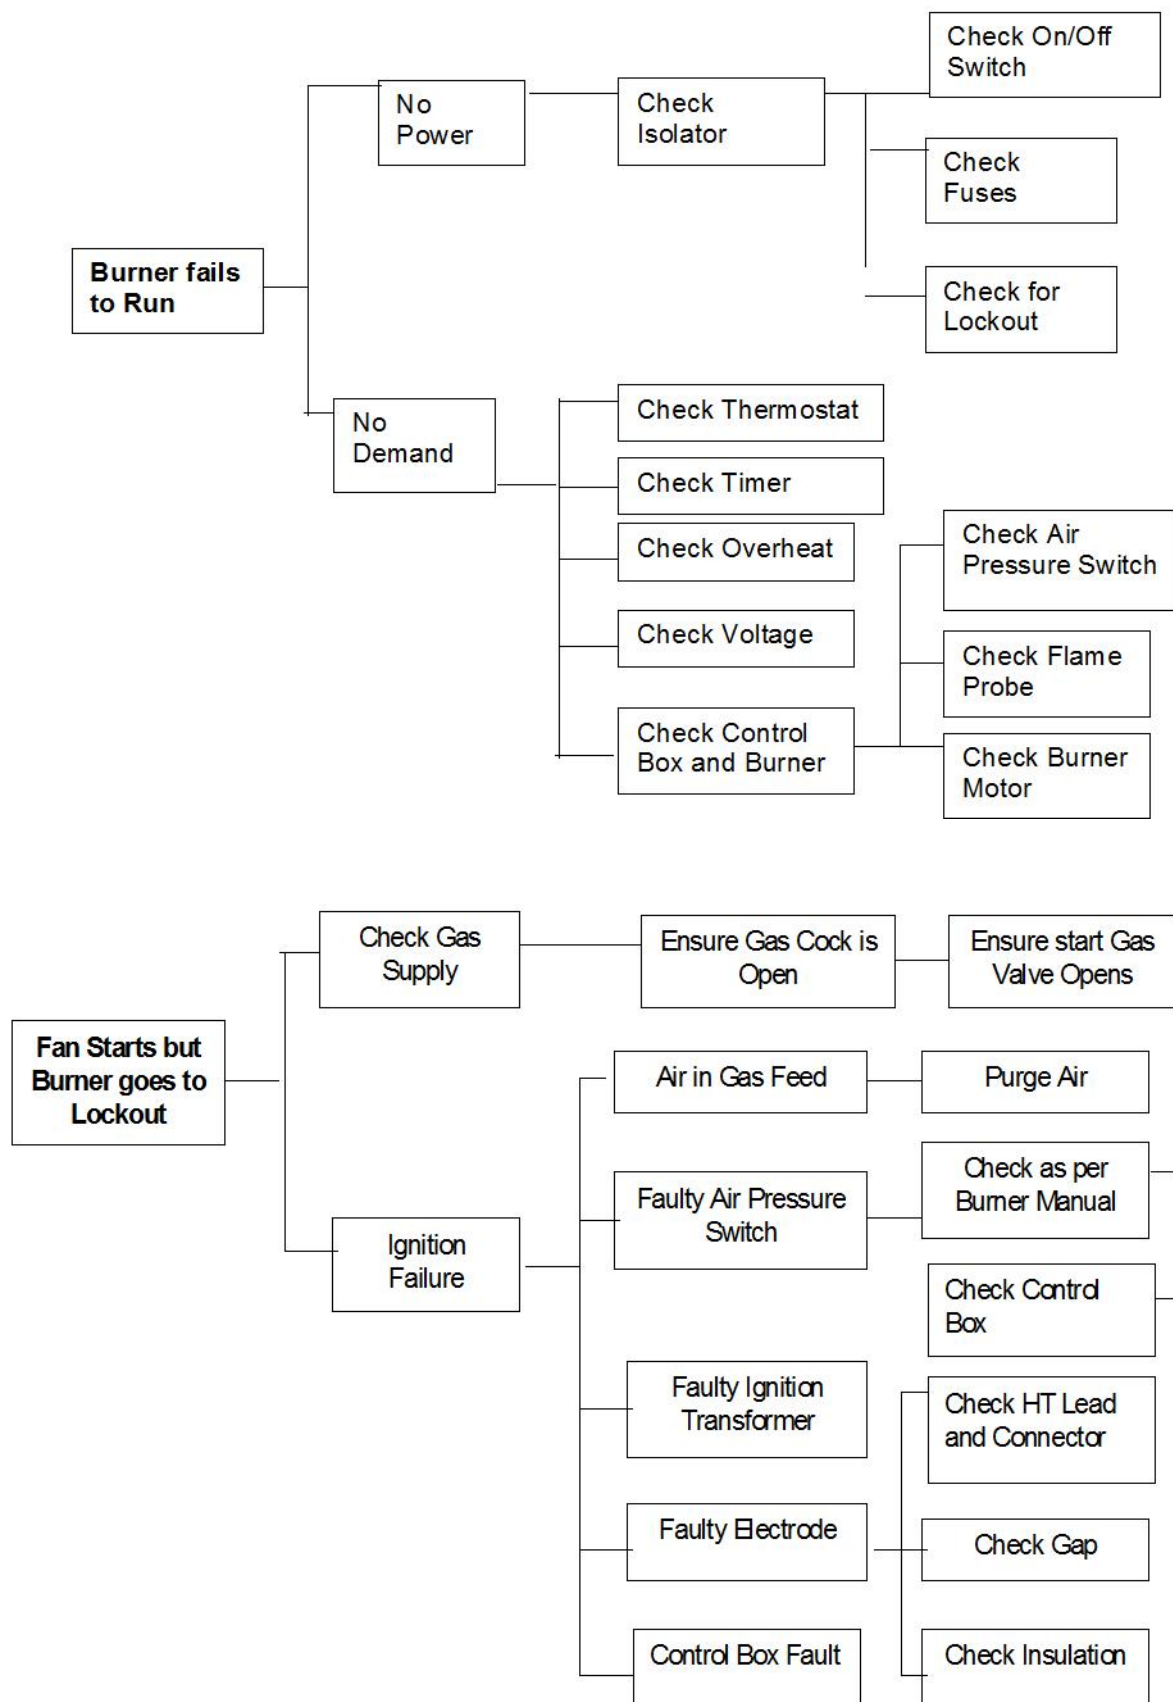 Check On/Off
Switch
No
Power
Check
Isolator
Check
Fuses
Burner fails
to Run
Check for
Lockout
No
Demand
Check Thermostat
Check Timer
Check Overheat
Check Voltage
Check Control
Box and Burner
Check Air
Pressure Switch
Check Flame
Probe
Check Burner
Motor
Fan Starts but
Burner goes to
Lockout
Check Gas
Supply
Ensure Gas Cock is
Open
Ensure start Gas
Valve Opens
Ignition
Failure
Air in Gas Feed
Purge Air
Faulty Air Pressure
Switch
Check as per
Burner Manual
Check Control
Box
Faulty Ignition
Transformer
Check HT Lead
and Connector
Faulty Electrode
Check Gap
Control Box Fault
Check Insulation